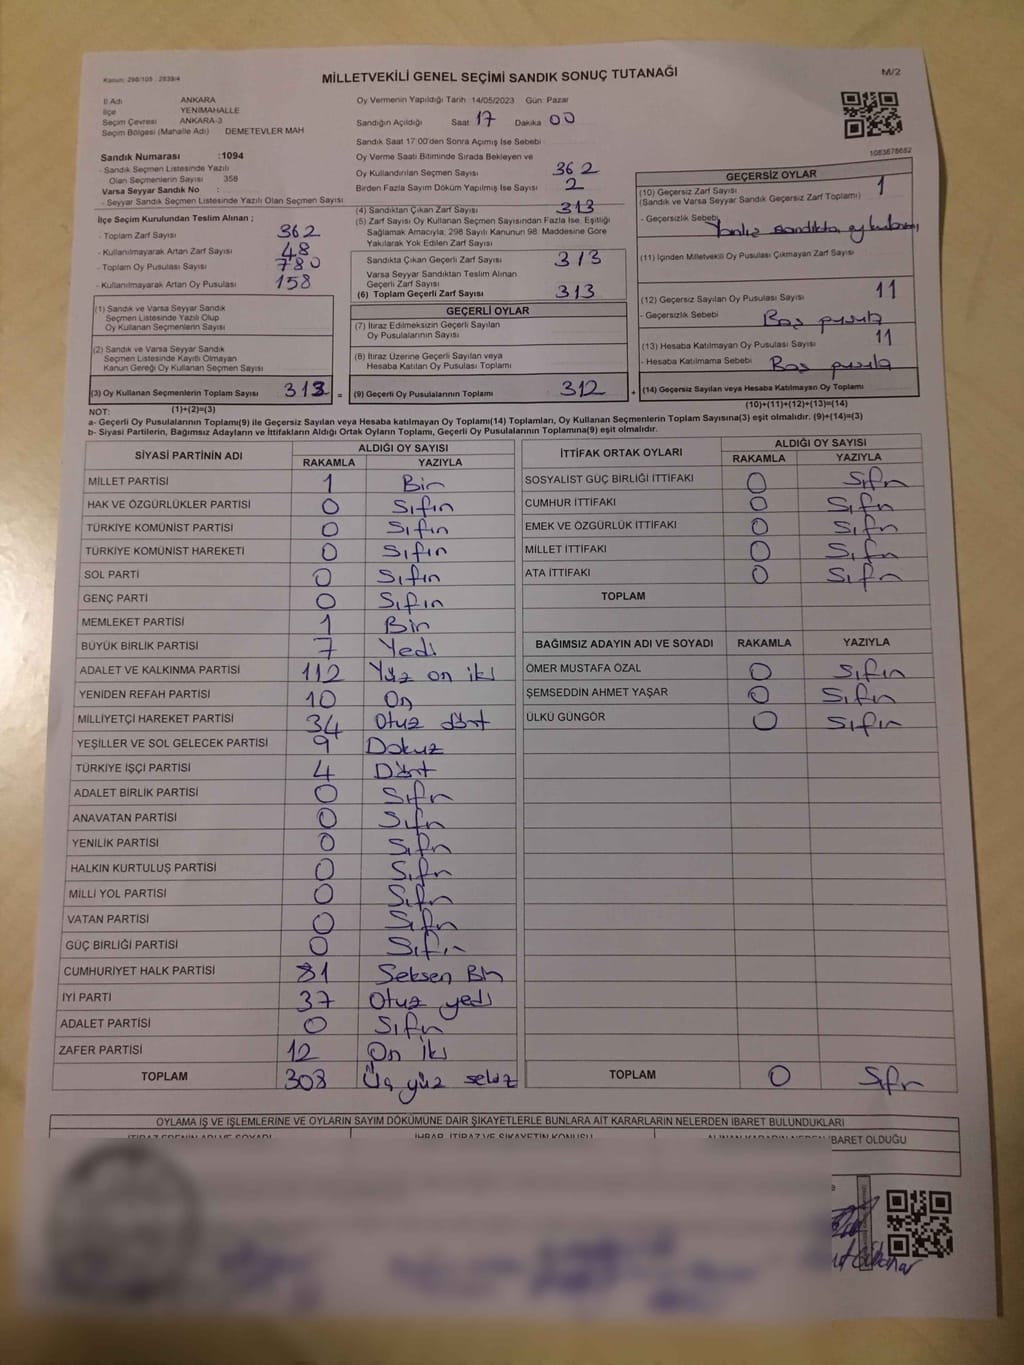 Kanun: 298/105 - 2839/4
MİLLETVEKİLİ GENEL SEÇİMİ SANDIK SONUÇ TUTANAĞI
M/2
İl Adı ANKARA
İlçe YENİMAHALLE
Seçim Çevresi ANKARA-3
Seçim Bölgesi (Mahalle Adı) DEMETEVLER MAH
Oy Vermenin Yapıldığı Tarih 14/05/2023 Gün: Pazar
Sandığın Açıldığı Saat 17 Dakika 00
Sandık Saat 17:00'den Sonra Açımış İse Sebebi
1083678682
Sandık Numarası :1094
- Sandık Seçmen Listesinde Yazılı
Olan Seçmenlerin Sayısı 358
Varsa Seyyar Sandık No :
- Seyyar Sandık Seçmen Listesinde Yazılı Olan Seçmen Sayısı
Oy Verme Saati Bitiminde Sırada Bekleyen ve
Oy Kullandırılan Seçmen Sayısı 362
Birden Fazla Sayım Döküm Yapılmış İse Sayısı 2
İlçe Seçim Kurulundan Teslim Alınan ;
- Toplam Zarf Sayısı 362
- Kullanılmayarak Artan Zarf Sayısı 48
- Toplam Oy Pusulası Sayısı 780
- Kullanılmayarak Artan Oy Pusulası 158
(4) Sandıktan Çıkan Zarf Sayısı 313
(5) Zarf Sayısı Oy Kullanan Seçmen Sayısından Fazla İse, Eşitliği
Sağlamak Amacıyla; 298 Sayılı Kanunun 98. Maddesine Göre
Yakılarak Yok Edilen Zarf Sayısı
Sandıkta Çıkan Geçerli Zarf Sayısı 313
Varsa Seyyar Sandıktan Teslim Alınan
Geçerli Zarf Sayısı
(6) Toplam Geçerli Zarf Sayısı 313
GEÇERSİZ OYLAR
(10) Geçersiz Zarf Sayısı 1
(Sandık ve Varsa Seyyar Sandık Geçersiz Zarf Toplamı)
- Geçersizlik Sebebi Yanlız sandıkta oy
(11) İçinden Milletvekili Oy Pusulası Çıkmayan Zarf Sayısı
(12) Geçersiz Sayılan Oy Pusulası Sayısı 11
- Geçersizlik Sebebi Boş pusula
(13) Hesaba Katılmayan Oy Pusulası Sayısı 11
- Hesaba Katılmama Sebebi Boş pusula
(14) Geçersiz Sayılan veya Hesaba Katılmayan Oy Toplamı
(10)+(11)+(12)+(13)=(14)
(1) Sandık ve Varsa Seyyar Sandık
Seçmen Listesinde Yazılı Olup
Oy Kullanan Seçmenlerin Sayısı
(2) Sandık ve Varsa Seyyar Sandık
Seçmen Listesinde Kayıtlı Olmayan
Kanun Gereği Oy Kullanan Seçmen Sayısı
(3) Oy Kullanan Seçmenlerin Toplam Sayısı 313 =
(1)+(2)=(3)
GEÇERLİ OYLAR
(7) İtiraz Edilmeksizin Geçerli Sayılan
Oy Pusulalarının Sayısı
(8) İtiraz Üzerine Geçerli Sayılan veya
Hesaba Katılan Oy Pusulası Toplamı
(9) Geçerli Oy Pusulalarının Toplamı 312 +
NOT:
a- Geçerli Oy Pusulalarının Toplamı(9) ile Geçersiz Sayılan veya Hesaba katılmayan Oy Toplamı(14) Toplamları, Oy Kullanan Seçmenlerin Toplam Sayısına(3) eşit olmalıdır. (9)+(14)=(3)
b- Siyasi Partilerin, Bağımsız Adayların ve İttifakların Aldığı Ortak Oyların Toplamı, Geçerli Oy Pusulalarının Toplamına(9) eşit olmalıdır.
SİYASİ PARTİNİN ADI ALDIĞI OY SAYISI
RAKAMLA YAZIYLA
MİLLET PARTİSİ 1 Bir
HAK VE ÖZGÜRLÜKLER PARTİSİ 0 Sıfır
TÜRKİYE KOMÜNİST PARTİSİ 0 Sıfır
TÜRKİYE KOMÜNİST HAREKETİ 0 Sıfır
SOL PARTİ 0 Sıfır
GENÇ PARTİ 0 Sıfır
MEMLEKET PARTİSİ 1 Bir
BÜYÜK BİRLİK PARTİSİ 7 Yedi
ADALET VE KALKINMA PARTİSİ 112 Yüz on iki
YENİDEN REFAH PARTİSİ 10 On
MİLLİYETÇİ HAREKET PARTİSİ 34 Otuz dört
YEŞİLLER VE SOL GELECEK PARTİSİ 9 Dokuz
TÜRKİYE İŞÇİ PARTİSİ 4 Dört
ADALET BİRLİK PARTİSİ 0 Sıfır
ANAVATAN PARTİSİ 0 Sıfır
YENİLİK PARTİSİ 0 Sıfır
HALKIN KURTULUŞ PARTİSİ 0 Sıfır
MİLLİ YOL PARTİSİ 0 Sıfır
VATAN PARTİSİ 0 Sıfır
GÜÇ BİRLİĞİ PARTİSİ 0 Sıfır
CUMHURİYET HALK PARTİSİ 81 Seksen Bir
İYİ PARTİ 37 Otuz yedi
ADALET PARTİSİ 0 Sıfır
ZAFER PARTİSİ 12 On iki
TOPLAM 308 Üç yüz sekiz
İTTİFAK ORTAK OYLARI ALDIĞI OY SAYISI
RAKAMLA YAZIYLA
SOSYALİST GÜÇ BİRLİĞİ İTTİFAKI 0 Sıfır
CUMHUR İTTİFAKI 0 Sıfır
EMEK VE ÖZGÜRLÜK İTTİFAKI 0 Sıfır
MİLLET İTTİFAKI 0 Sıfır
ATA İTTİFAKI 0 Sıfır
TOPLAM
BAĞIMSIZ ADAYIN ADI VE SOYADI RAKAMLA YAZIYLA
ÖMER MUSTAFA ÖZAL 0 Sıfır
ŞEMSEDDİN AHMET YAŞAR 0 Sıfır
ÜLKÜ GÜNGÖR 0 Sıfır
TOPLAM 0 Sıfır
OYLAMA İŞ VE İŞLEMLERİNE VE OYLARIN SAYIM DÖKÜMÜNE DAİR ŞİKAYETLERLE BUNLARA AİT KARARLARIN NELERDEN İBARET BULUNDUKLARI
İTİRAZ EDENİN ADI VE SOYADI İHBAR, İTİRAZ VE ŞİKAYETİN KONUSU ALINAN KARARIN NEDEN İBARET OLDUĞU